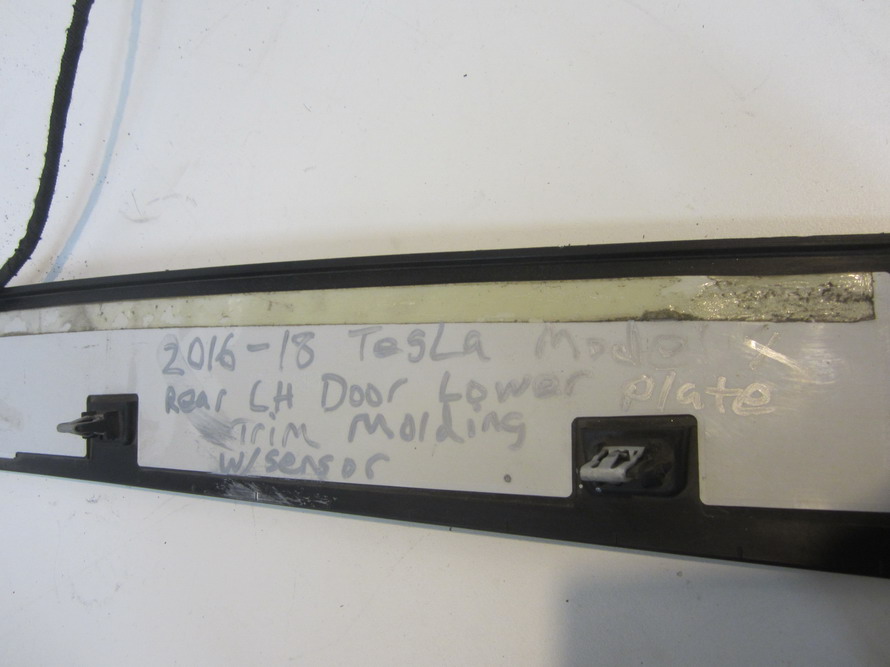 2016-18 Tesla Model X
Rear LH Door Lower Plate
Trim Molding
w/sensor